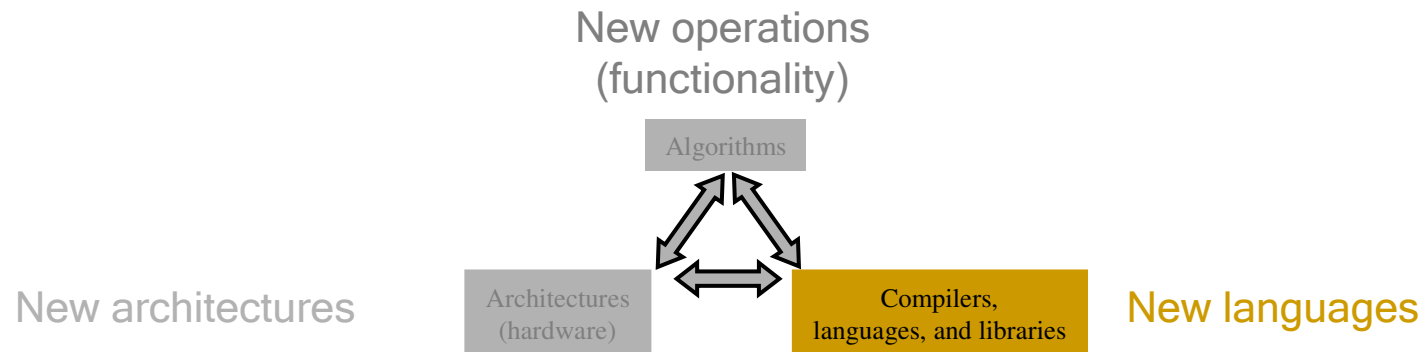 New operations
(functionality)
Algorithms
New architectures
Architectures
(hardware)
Compilers,
languages, and libraries
New languages